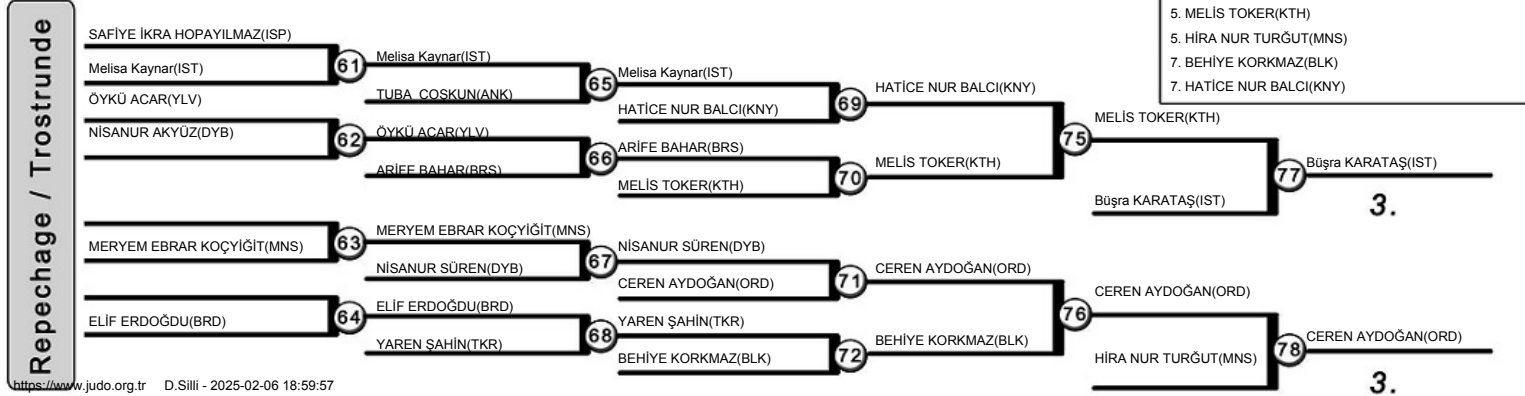 Repechage / Trostrunde
SAFİYE İKRA HOPAYILMAZ(ISP)
Melisa Kaynar(IST)
ÖYKÜ ACAR(YLV)
NİSANUR AKYÜZ(DYB)
MERYEM EBRAR KOÇYİĞİT(MNS)
ELİF ERDOĞDU(BRD)
61
62
63
64
Melisa Kaynar(IST)
TUBA COŞKUN(ANK)
ÖYKÜ ACAR(YLV)
ARİFE BAHAR(BRS)
MERYEM EBRAR KOÇYİĞİT(MNS)
NİSANUR SÜREN(DYB)
ELİF ERDOĞDU(BRD)
YAREN ŞAHİN(TKR)
65
66
67
68
Melisa Kaynar(IST)
HATİCE NUR BALCI(KNY)
ARİFE BAHAR(BRS)
MELİS TOKER(KTH)
NİSANUR SÜREN(DYB)
CEREN AYDOĞAN(ORD)
YAREN ŞAHİN(TKR)
BEHİYE KORKMAZ(BLK)
69
70
71
72
HATİCE NUR BALCI(KNY)
MELİS TOKER(KTH)
CEREN AYDOĞAN(ORD)
BEHİYE KORKMAZ(BLK)
75
76
MELİS TOKER(KTH)
Büşra KARATAŞ(IST)
CEREN AYDOĞAN(ORD)
HİRA NUR TURĞUT(MNS)
77
78
Büşra KARATAŞ(IST)
3.
CEREN AYDOĞAN(ORD)
3.
5. MELİS TOKER(KTH)
5. HİRA NUR TURĞUT(MNS)
7. BEHİYE KORKMAZ(BLK)
7. HATİCE NUR BALCI(KNY)
https://www.judo.org.tr D.Silli - 2025-02-06 18:59:57